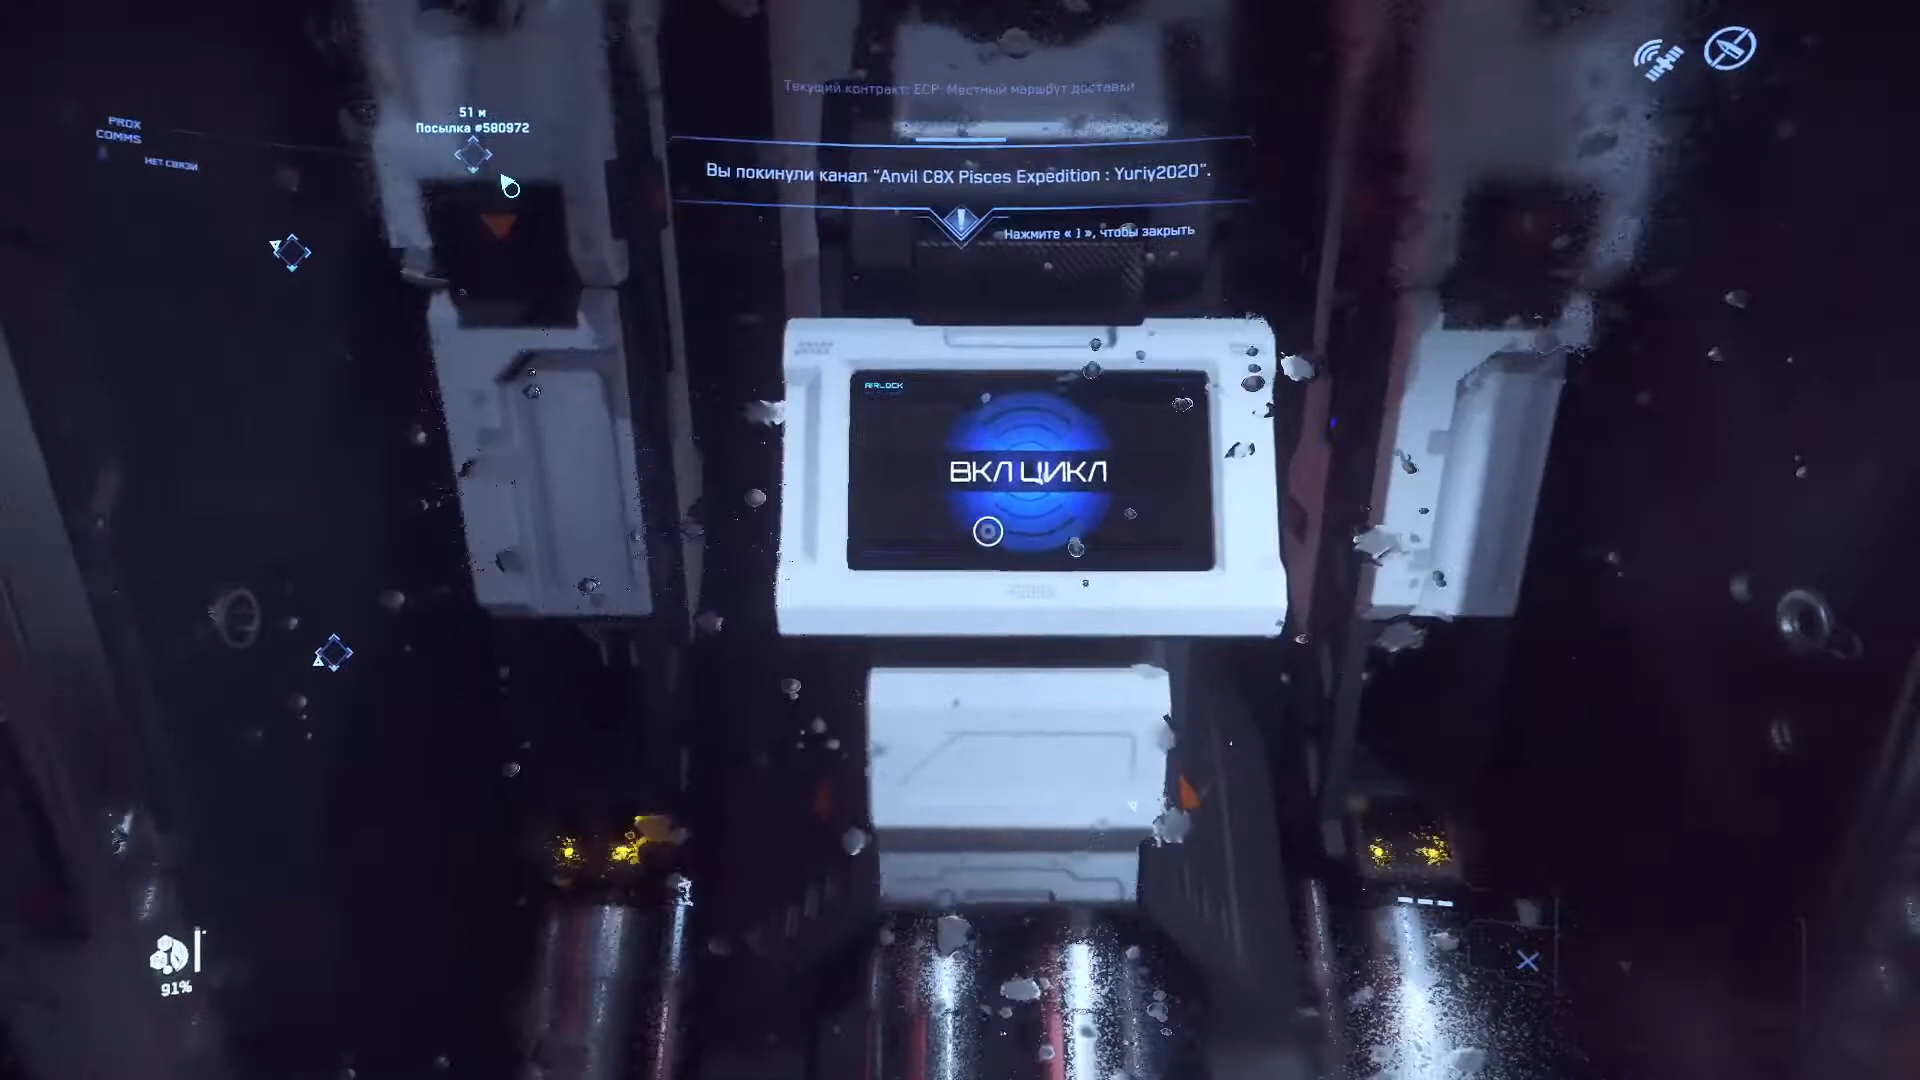 Текущий контракт: ECP: Местный маршрут доставки
51 м
Посылка #580972
PROX
COMMS
НЕТ СВЯЗИ
Вы покинули канал "Anvil C8X Pisces Expedition : Yuriy2020".
Нажмите « ] », чтобы закрыть
AIRLOCK
ВКЛ ЦИКЛ
91%